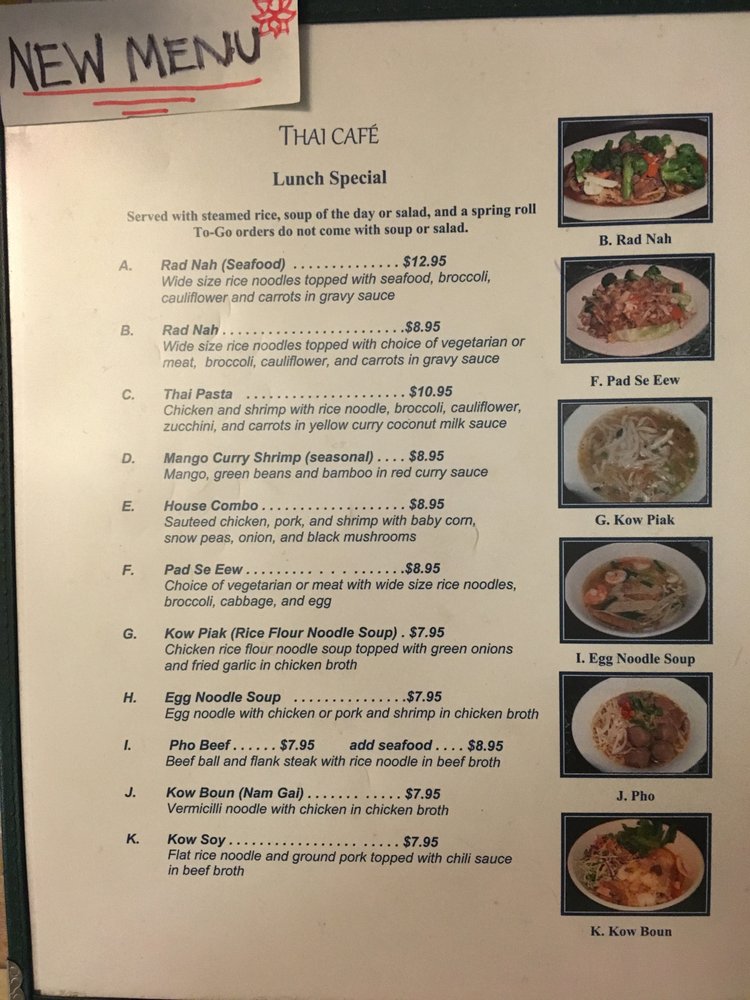 NEW MENU
THAI CAFÉ
Lunch Special
Served with steamed rice, soup of the day or salad, and a spring roll
To-Go orders do not come with soup or salad.
A. Rad Nah (Seafood) . . . . . . . . . . . . . . $12.95
Wide size rice noodles topped with seafood, broccoli,
cauliflower and carrots in gravy sauce
B. Rad Nah . . . . . . . . . . . . . . . . . . . . . . . .$8.95
Wide size rice noodles topped with choice of vegetarian or
meat, broccoli, cauliflower, and carrots in gravy sauce
C. Thai Pasta . . . . . . . . . . . . . . . . . . . . . $10.95
Chicken and shrimp with rice noodle, broccoli, cauliflower,
zucchini, and carrots in yellow curry coconut milk sauce
D. Mango Curry Shrimp (seasonal) . . . . $8.95
Mango, green beans and bamboo in red curry sauce
E. House Combo . . . . . . . . . . . . . . . . . . . $8.95
Sauteed chicken, pork, and shrimp with baby corn,
snow peas, onion, and black mushrooms
F. Pad Se Eew . . . . . . . . . . . . . . . . . . . . .$8.95
Choice of vegetarian or meat with wide size rice noodles,
broccoli, cabbage, and egg
G. Kow Piak (Rice Flour Noodle Soup) . $7.95
Chicken rice flour noodle soup topped with green onions
and fried garlic in chicken broth
H. Egg Noodle Soup . . . . . . . . . . . . . . .$7.95
Egg noodle with chicken or pork and shrimp in chicken broth
I. Pho Beef . . . . . . $7.95 add seafood . . . . $8.95
Beef ball and flank steak with rice noodle in beef broth
J. Kow Boun (Nam Gai) . . . . . . . . . . . . $7.95
Vermicilli noodle with chicken in chicken broth
K. Kow Soy . . . . . . . . . . . . . . . . . . . . . . $7.95
Flat rice noodle and ground pork topped with chili sauce
in beef broth
B. Rad Nah
F. Pad Se Eew
G. Kow Piak
I. Egg Noodle Soup
J. Pho
K. Kow Boun